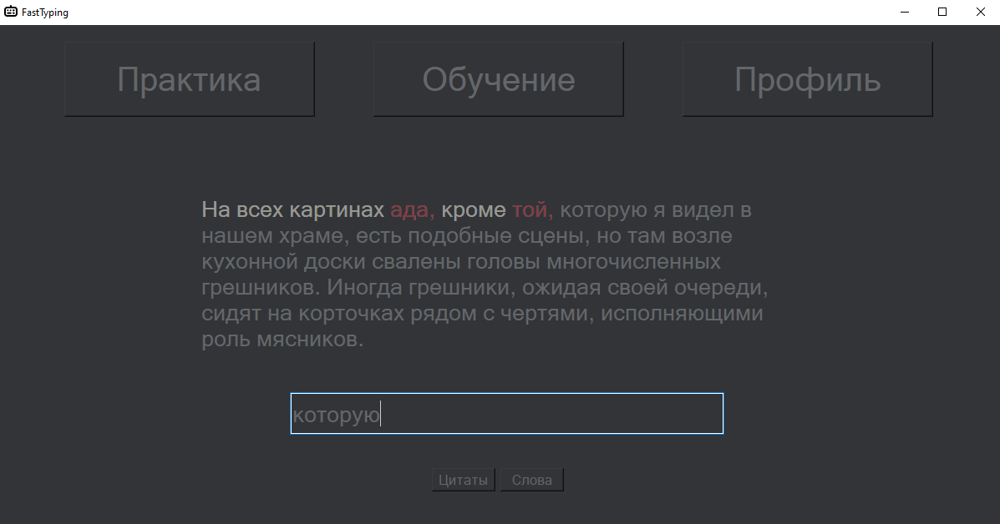 FastTyping
Практика
Обучение
Профиль
На всех картинах ада, кроме той, которую я видел в
нашем храме, есть подобные сцены, но там возле
кухонной доски свалены головы многочисленных
грешников. Иногда грешники, ожидая своей очереди,
сидят на корточках рядом с чертями, исполняющими
роль мясников.
которую
Цитаты
Слова